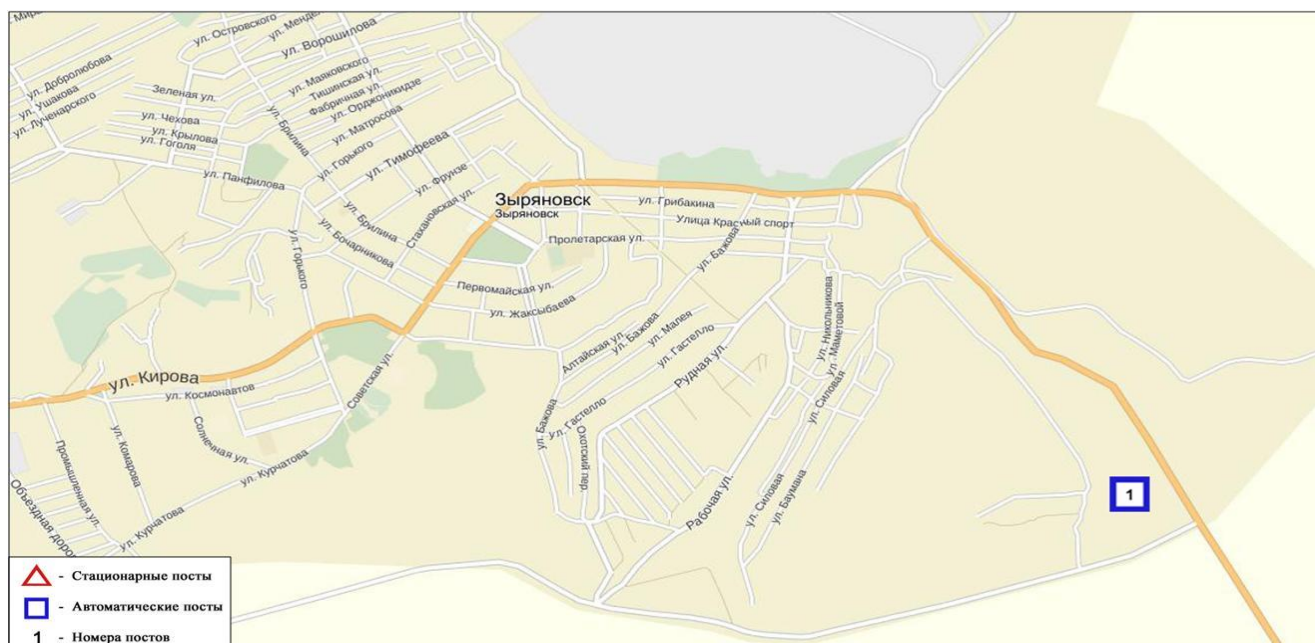 ул. Островского
ул. Ворошилова
ул. Добролюбова
ул. Ушакова
ул. Луначарского
Зеленая ул.
ул. Маяковского
Тишинская ул.
Фабричная ул.
ул. Орджоникидзе
ул. Чехова
ул. Крылова
ул. Гоголя
ул. Брилина
ул. Матросова
ул. Горького
ул. Тимофеева
ул. Панфилова
ул. Фрунзе
Стахановская ул.
Зыряновск
Зыряновск
ул. Грибакина
Улица Крас ый спорт
Пролетарская ул.
ул. Бажова
ул. Брилина
ул. Бочарникова
ул. Горького
Первомайская ул.
ул. Жаксыбаева
Алтайская ул.
ул. Бажова
ул. Малея
ул. Гастелло
Рудная ул.
ул. Никольникова
ул. Маметовой
ул. Силовая
ул. Кирова
ул. Космонавтов
Советская ул.
Солнечная ул.
ул. Комарова
Промышленная ул.
ул. Курчатова
ул. Курчатова
ул. Бажова
ул. Гастелло
Охотский пер.
Рабочая ул.
ул. Силовая
ул. Баумана
Объездная дорог
1
- Стационарные посты
- Автоматические посты
1 - Номера постов